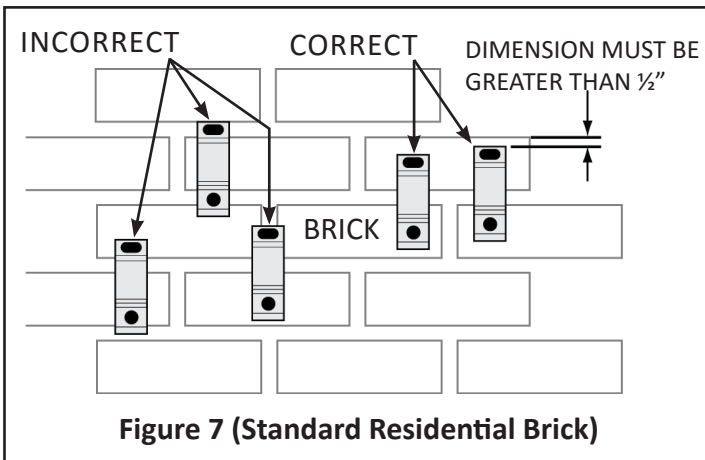 INCORRECT
CORRECT
DIMENSION MUST BE
GREATER THAN ½”
BRICK
Figure 7 (Standard Residential Brick)